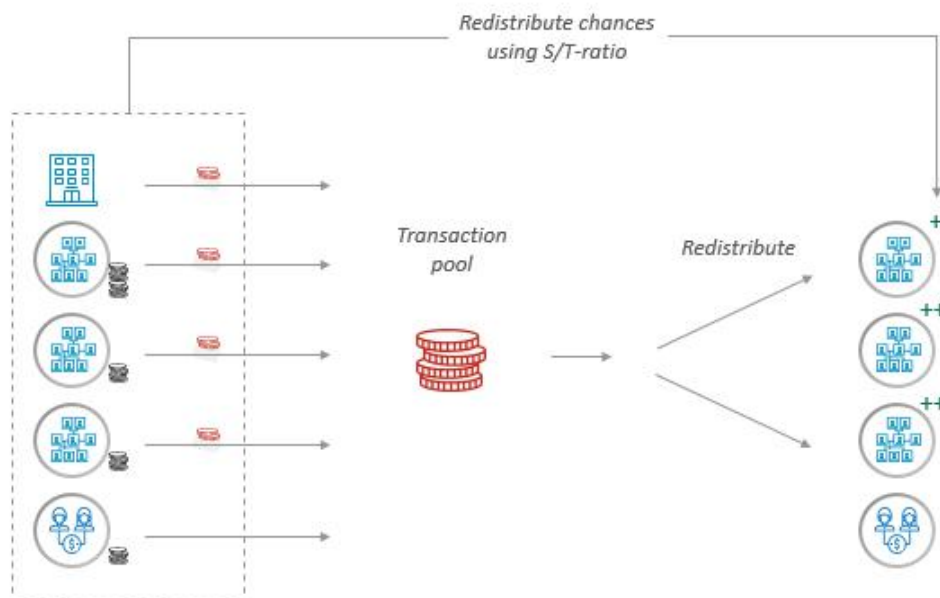 Redistribute chances
using S/T-ratio
Transaction
pool
Redistribute
+
++
++
$
$